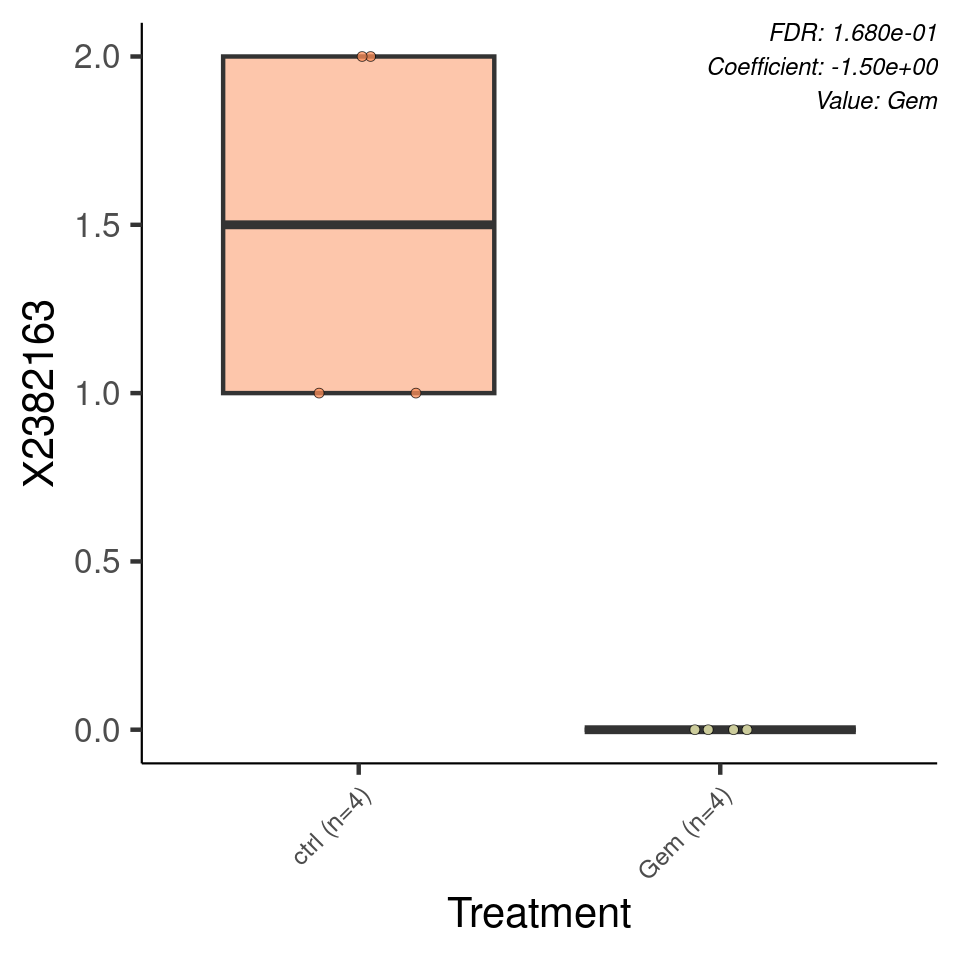 FDR: 1.680e-01
Coefficient: -1.50e+00
Value: Gem
X2382163
2.0
1.5
1.0
0.5
0.0
ctrl (n=4)
Gem (n=4)
Treatment